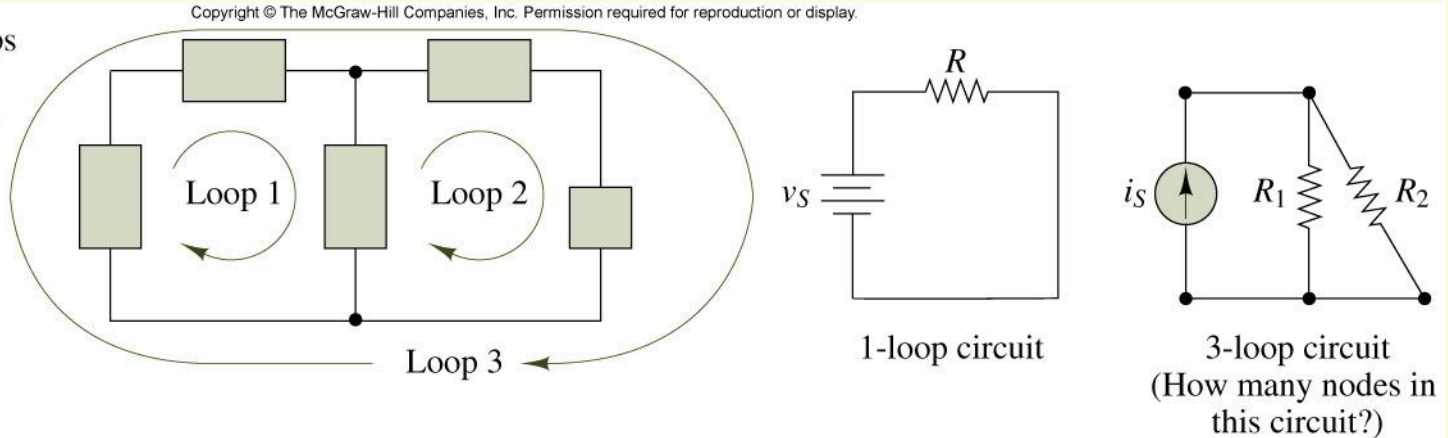 Copyright © The McGraw-Hill Companies, Inc. Permission required for reproduction or display.
Loop 1
Loop 2
Loop 3
R
vS
1-loop circuit
iS
R1
R2
3-loop circuit
(How many nodes in
this circuit?)